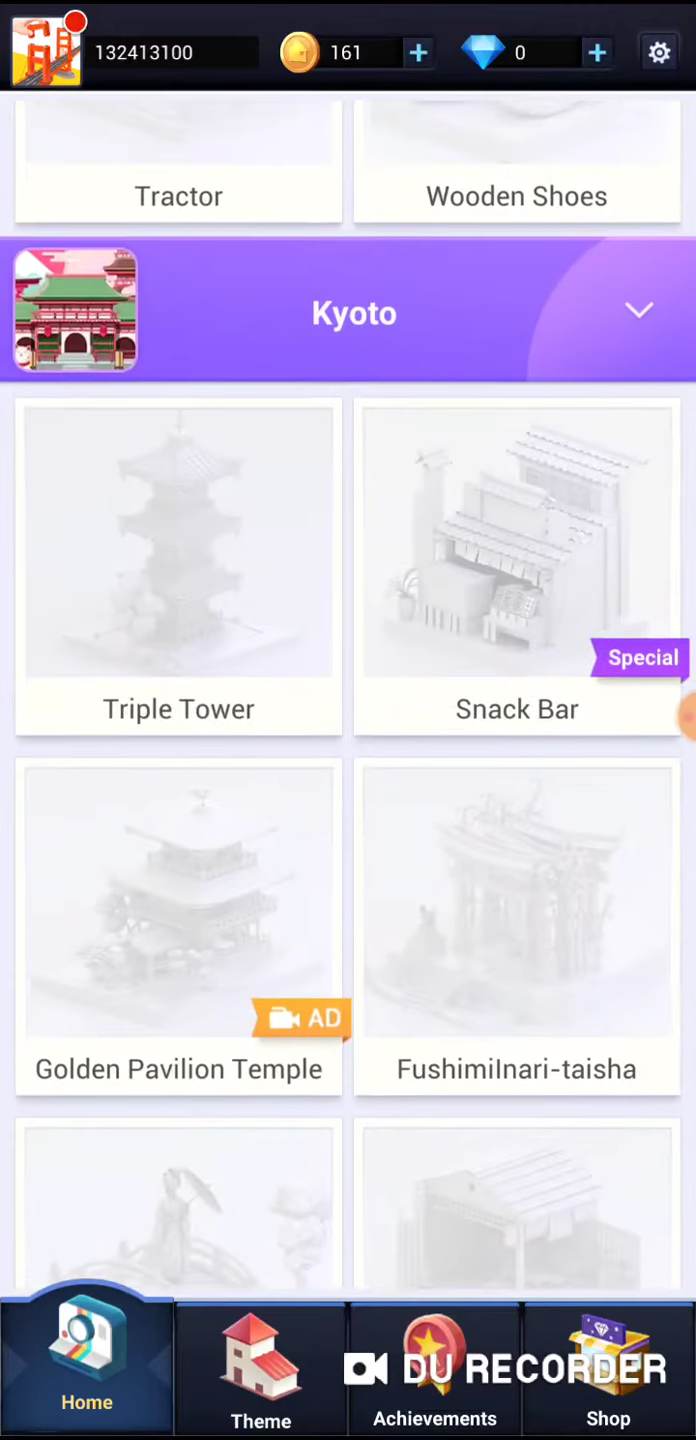 132413100
161 +
0 +
Tractor
Wooden Shoes
Kyoto
Special
Triple Tower
Snack Bar
AD
Golden Pavilion Temple
FushimiInari-taisha
Home
Theme
Achievements
Shop
DU RECORDER